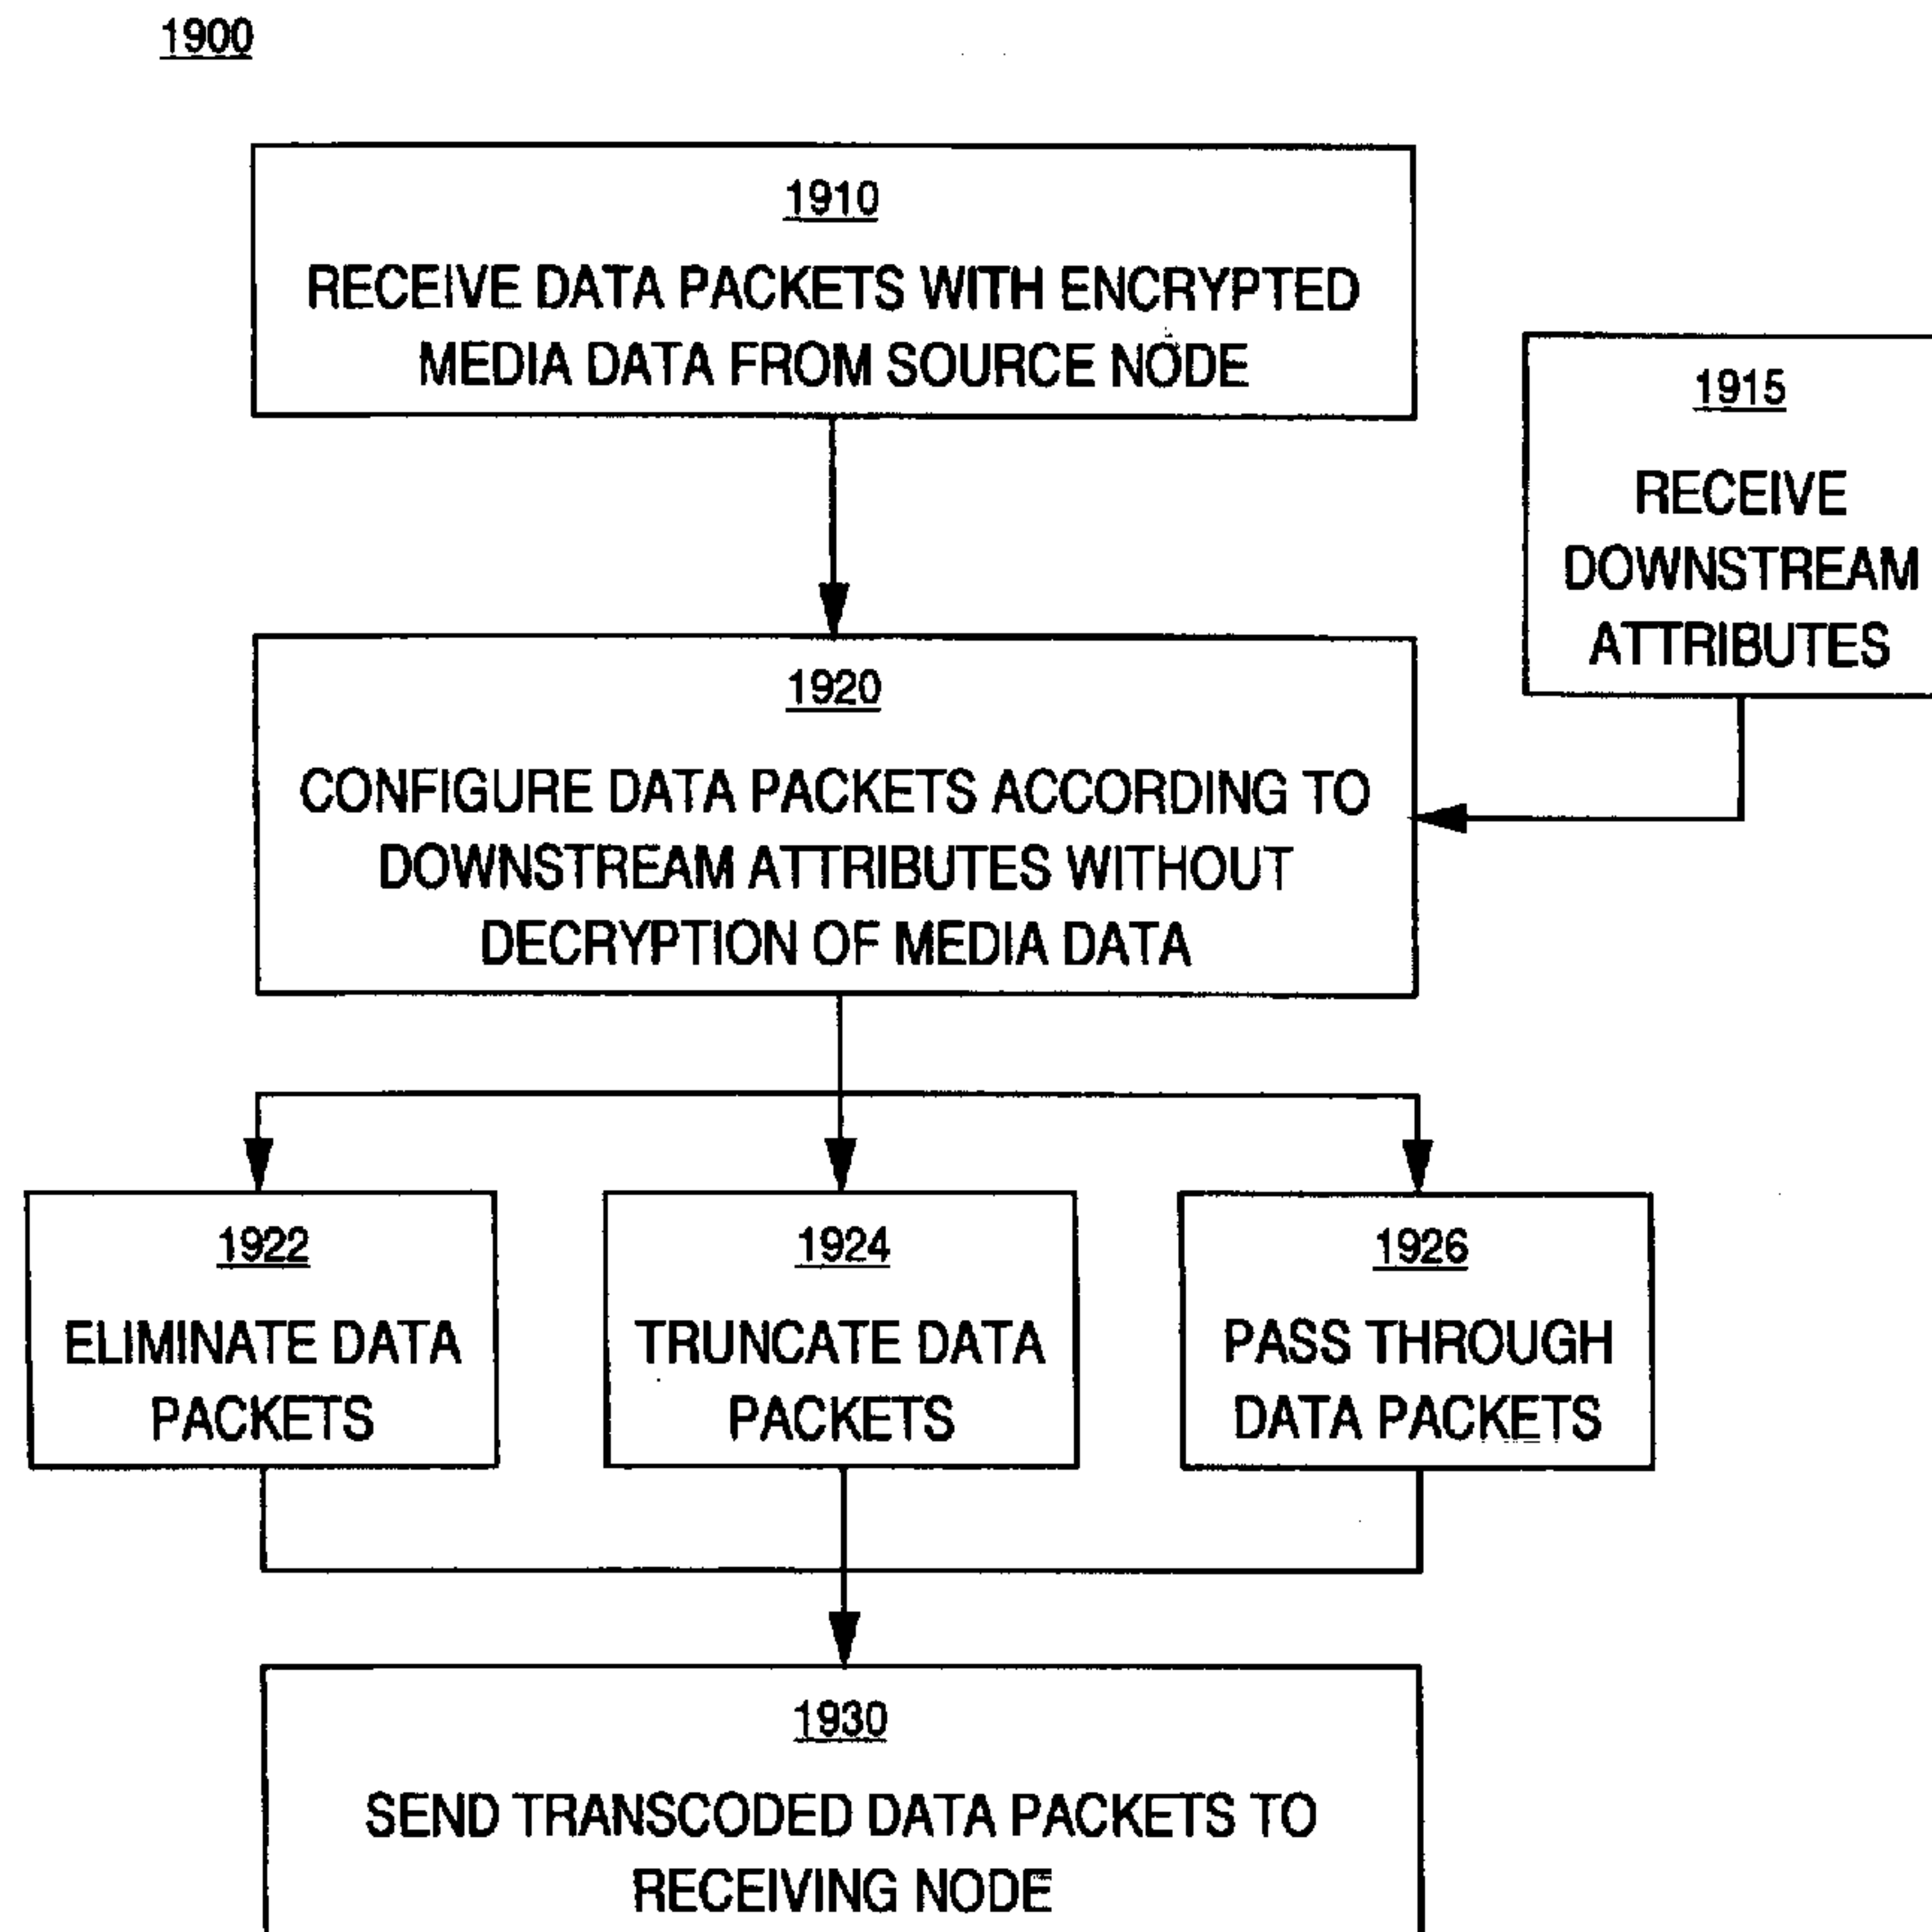 1900
1910
RECEIVE DATA PACKETS WITH ENCRYPTED
MEDIA DATA FROM SOURCE NODE
1915
RECEIVE
DOWNSTREAM
ATTRIBUTES
1920
CONFIGURE DATA PACKETS ACCORDING TO
DOWNSTREAM ATTRIBUTES WITHOUT
DECRYPTION OF MEDIA DATA
1922
ELIMINATE DATA
PACKETS
1924
TRUNCATE DATA
PACKETS
1926
PASS THROUGH
DATA PACKETS
1930
SEND TRANSCODED DATA PACKETS TO
RECEIVING NODE